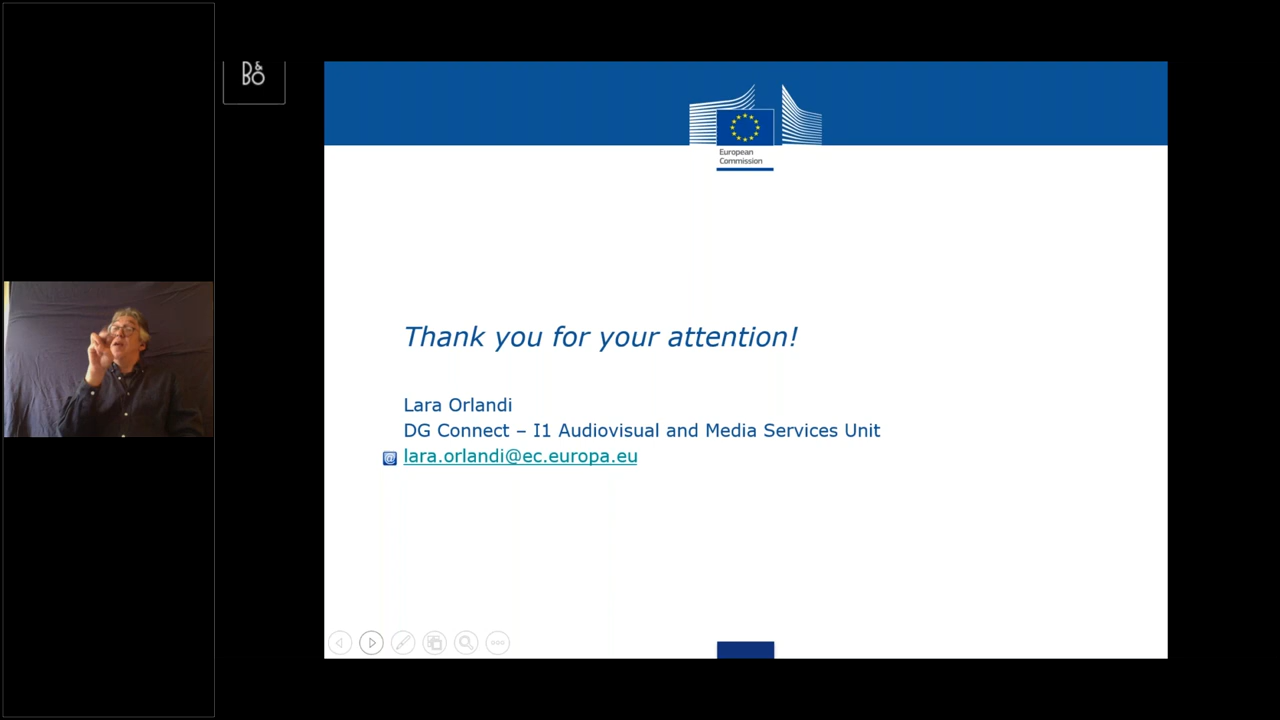 B&
BO
European
Commission
Thank you for your attention!
Lara Orlandi
DG Connect – I1 Audiovisual and Media Services Unit
@ lara.orlandi@ec.europa.eu